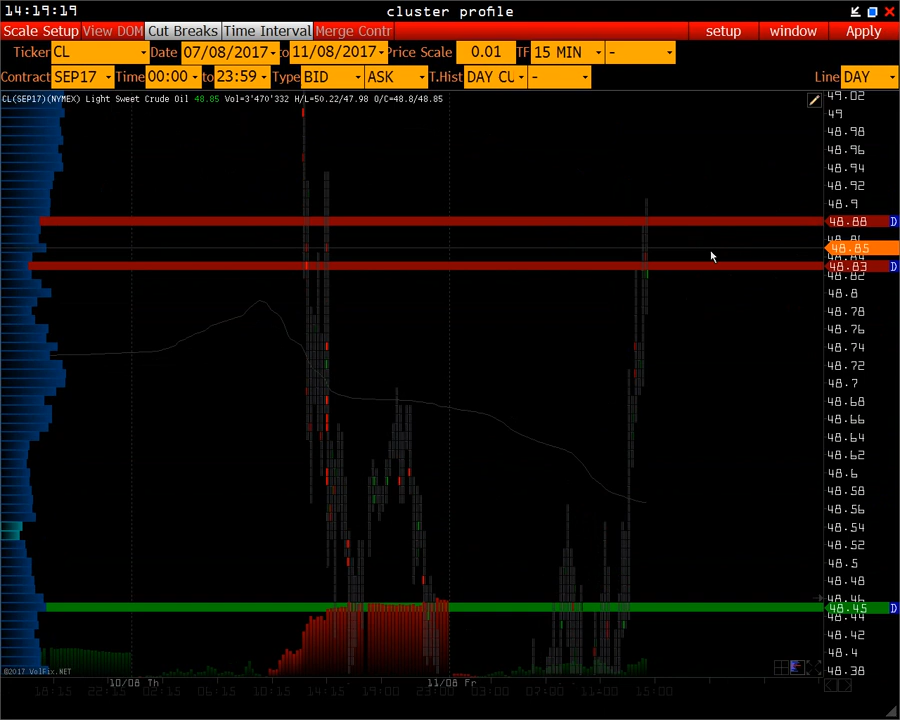 14:19:19 cluster profile
Scale Setup View DOM Cut Breaks Time Interval Merge Contr setup window Apply
Ticker CL Date 07/08/2017 to 11/08/2017 Price Scale 0.01 TF 15 MIN -
Contract SEP17 Time 00:00 to 23:59 Type BID ASK T.Hist DAY CU - Line DAY
CL(SEP17)(NYMEX) Light Sweet Crude Oil 48.85 Vol=3'470'332 H/L=50.22/47.98 O/C=48.8/48.85
49.02
49
48.98
48.96
48.94
48.92
48.9
48.88 D
48.85
48.83 D
48.82
48.8
48.78
48.76
48.74
48.72
48.7
48.68
48.66
48.64
48.62
48.6
48.58
48.56
48.54
48.52
48.5
48.48
48.46
48.45 D
48.44
48.42
48.4
48.38
©2017 VolFix.NET
10/08 Th 11/08 Fr
18:15 22:15 02:15 06:15 10:15 14:15 19:00 23:00 03:00 07:00 11:00 15:00